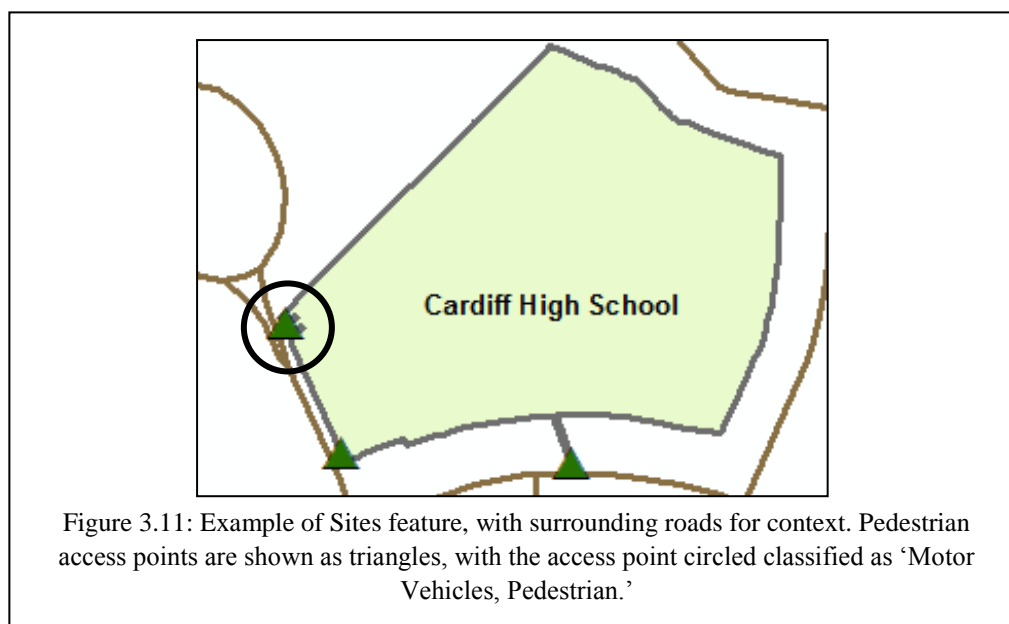 Cardiff High School
Figure 3.11: Example of Sites feature, with surrounding roads for context. Pedestrian
access points are shown as triangles, with the access point circled classified as ‘Motor
Vehicles, Pedestrian.’